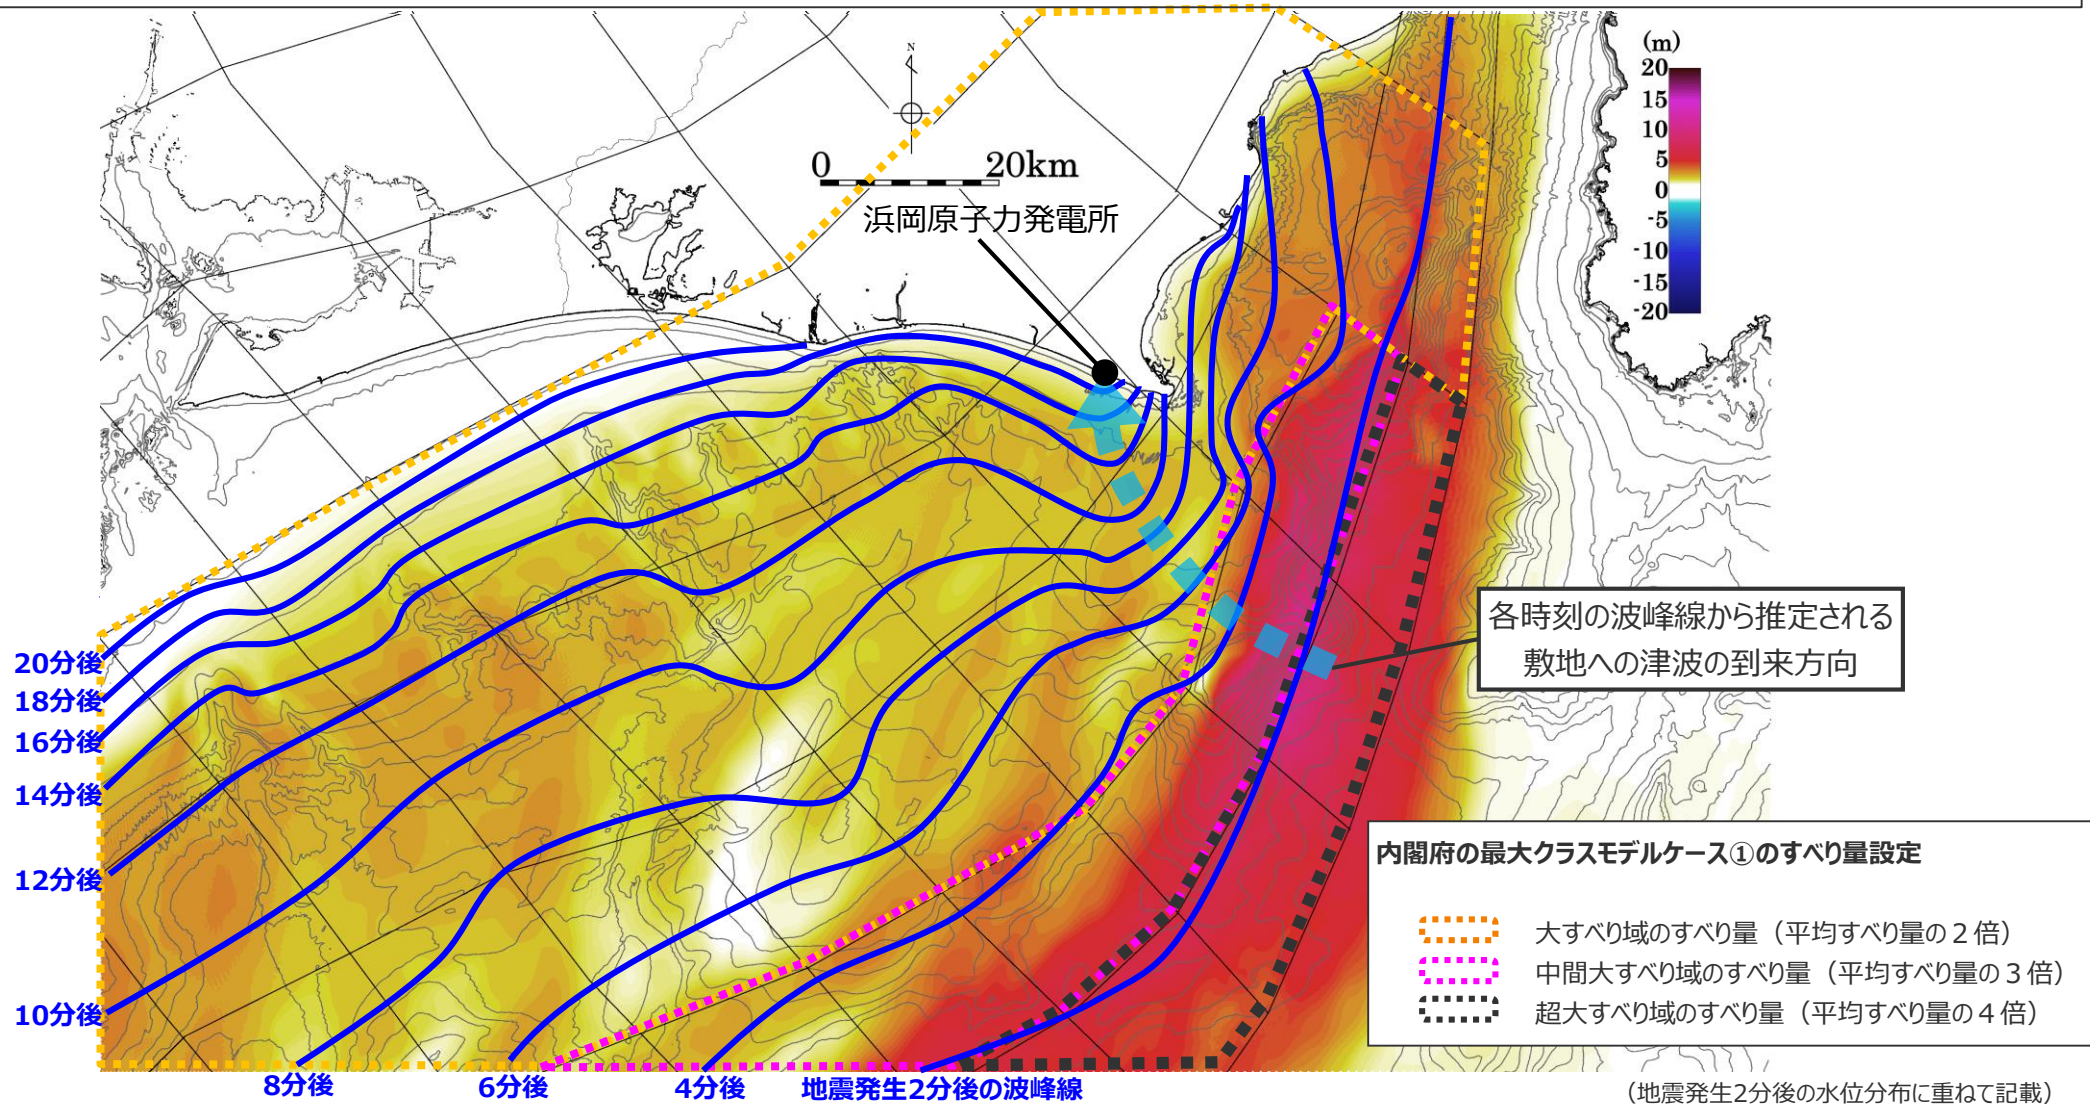 N
(m)
20
15
10
5
0
-5
-10
-15
-20
0 20km
浜岡原子力発電所
各時刻の波峰線から推定される
敷地への津波の到来方向
20分後
18分後
16分後
14分後
12分後
10分後
8分後
6分後
4分後
地震発生2分後の波峰線
内閣府の最大クラスモデルケース①のすべり量設定
大すべり域のすべり量（平均すべり量の２倍）
中間大すべり域のすべり量（平均すべり量の３倍）
超大すべり域のすべり量（平均すべり量の４倍）
（地震発生2分後の水位分布に重ねて記載）